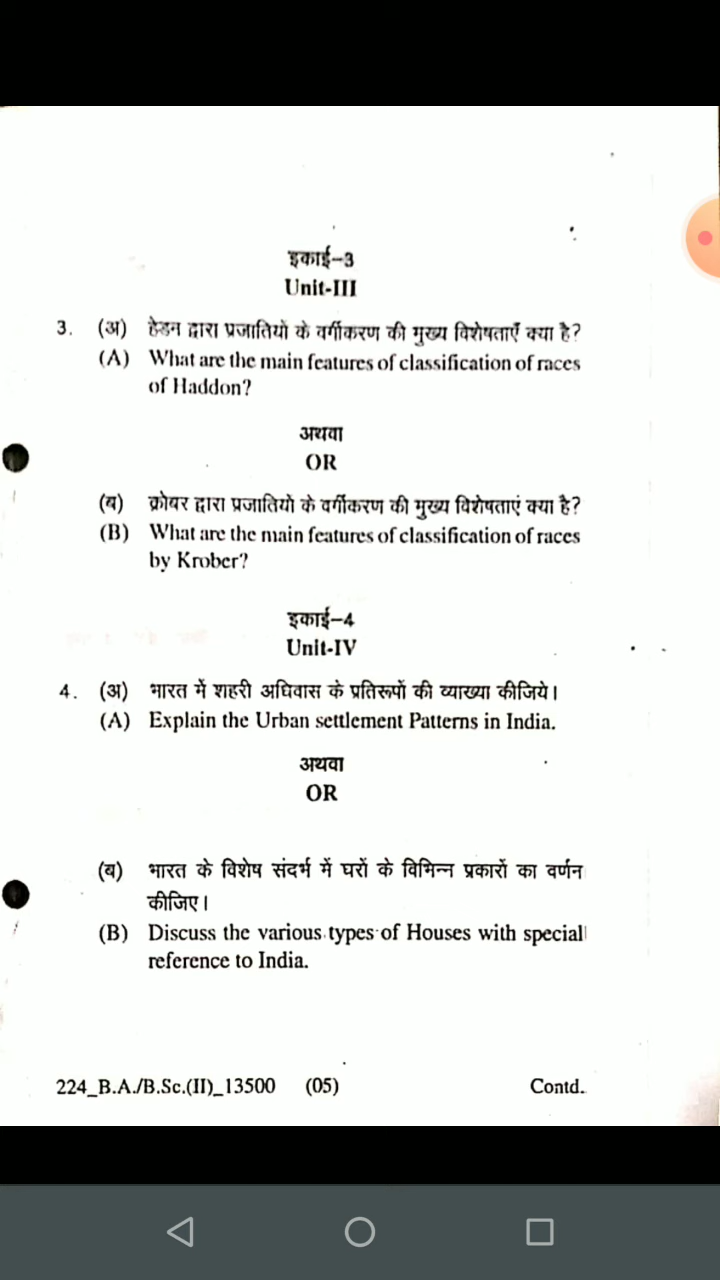 इकाई-3
Unit-III
3. (अ) हेडन द्वारा प्रजातियों के वर्गीकरण की मुख्य विशेषताएँ क्या है?
(A) What are the main features of classification of races
of Haddon?
अथवा
OR
(ब) क्रोबर द्वारा प्रजातियो के वर्गीकरण की मुख्य विशेषताएं क्या है?
(B) What are the main features of classification of races
by Krober?
इकाई-4
Unit-IV
4. (अ) भारत में शहरी अधिवास के प्रतिरूपों की व्याख्या कीजिये।
(A) Explain the Urban settlement Patterns in India.
अथवा
OR
(ब) भारत के विशेष संदर्भ में घरों के विभिन्न प्रकारों का वर्णन
कीजिए।
(B) Discuss the various types of Houses with special
reference to India.
224_B.A./B.Sc.(II)_13500 (05) Contd.